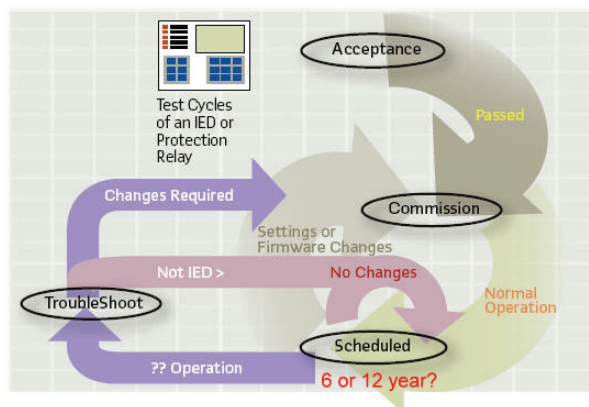 Acceptance
Test Cycles
of an IED or
Protection
Relay
Passed
Changes Required
Commission
Settings or
Firmware Changes
Not IED >
No Changes
Normal
Operation
TroubleShoot
Scheduled
?? Operation
6 or 12 year?